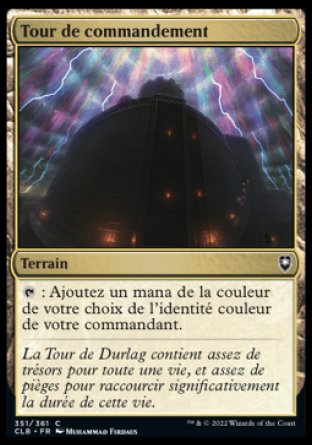 Tour de commandement
Terrain
: Ajoutez un mana de la couleur
de votre choix de l'identité couleur
de votre commandant.
La Tour de Durlag contient assez de
trésors pour toute une vie, et assez de
pièges pour raccourcir significativement
la durée de cette vie.
351/361 C
CLB • FR Muhammad Firdaus
™ & © 2022 Wizards of the Coast